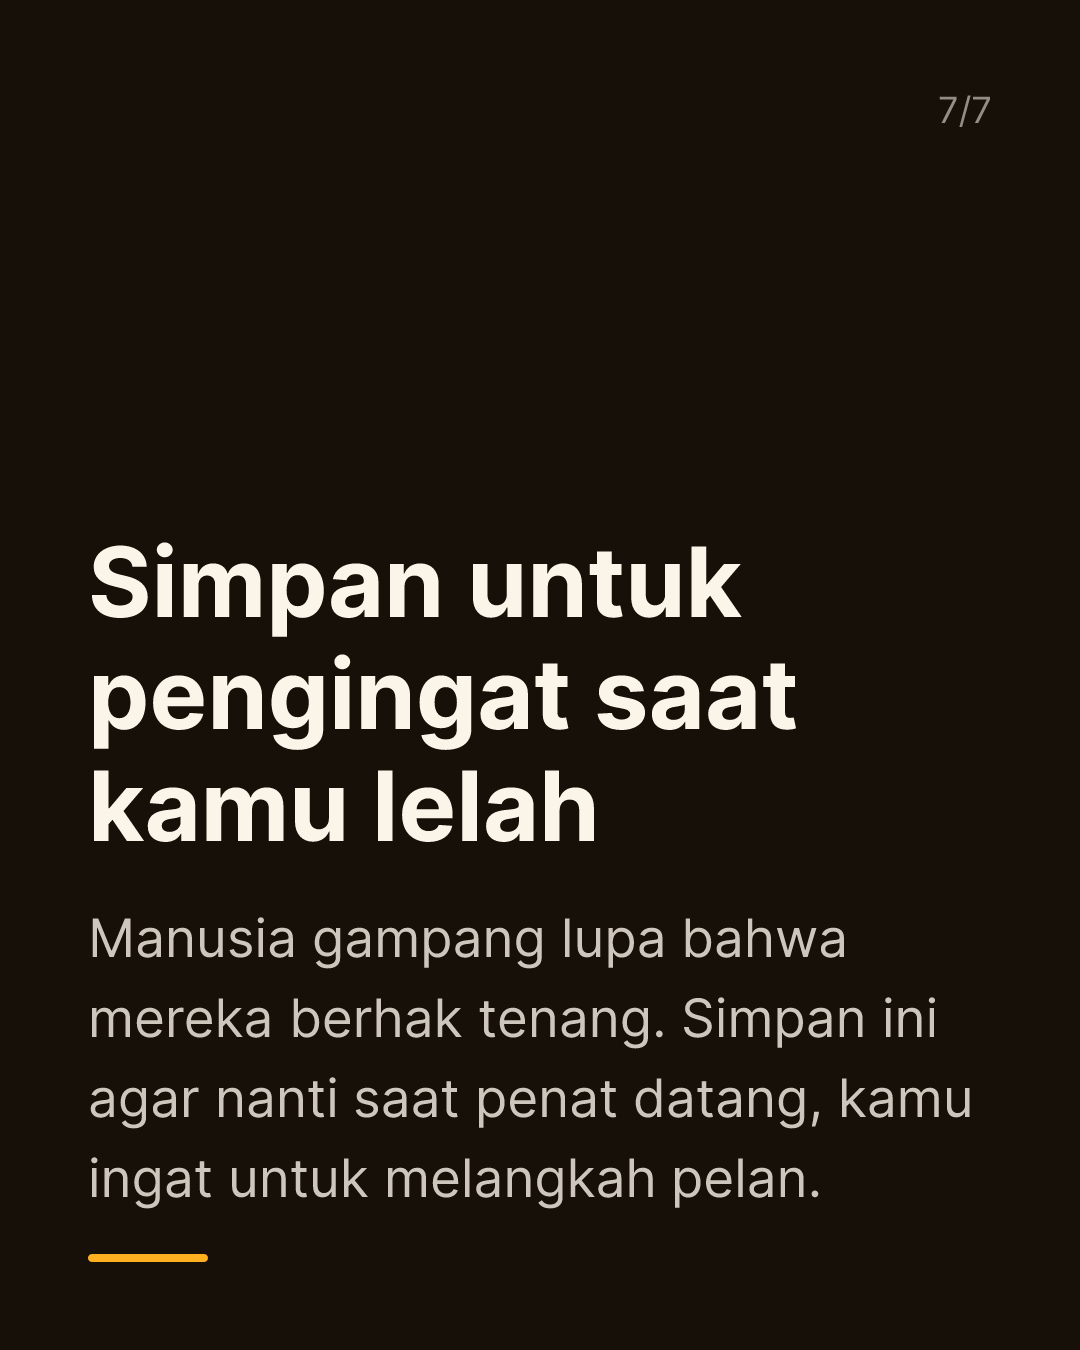 7/7
Simpan untuk
pengingat saat
kamu lelah
Manusia gampang lupa bahwa
mereka berhak tenang. Simpan ini
agar nanti saat penat datang, kamu
ingat untuk melangkah pelan.